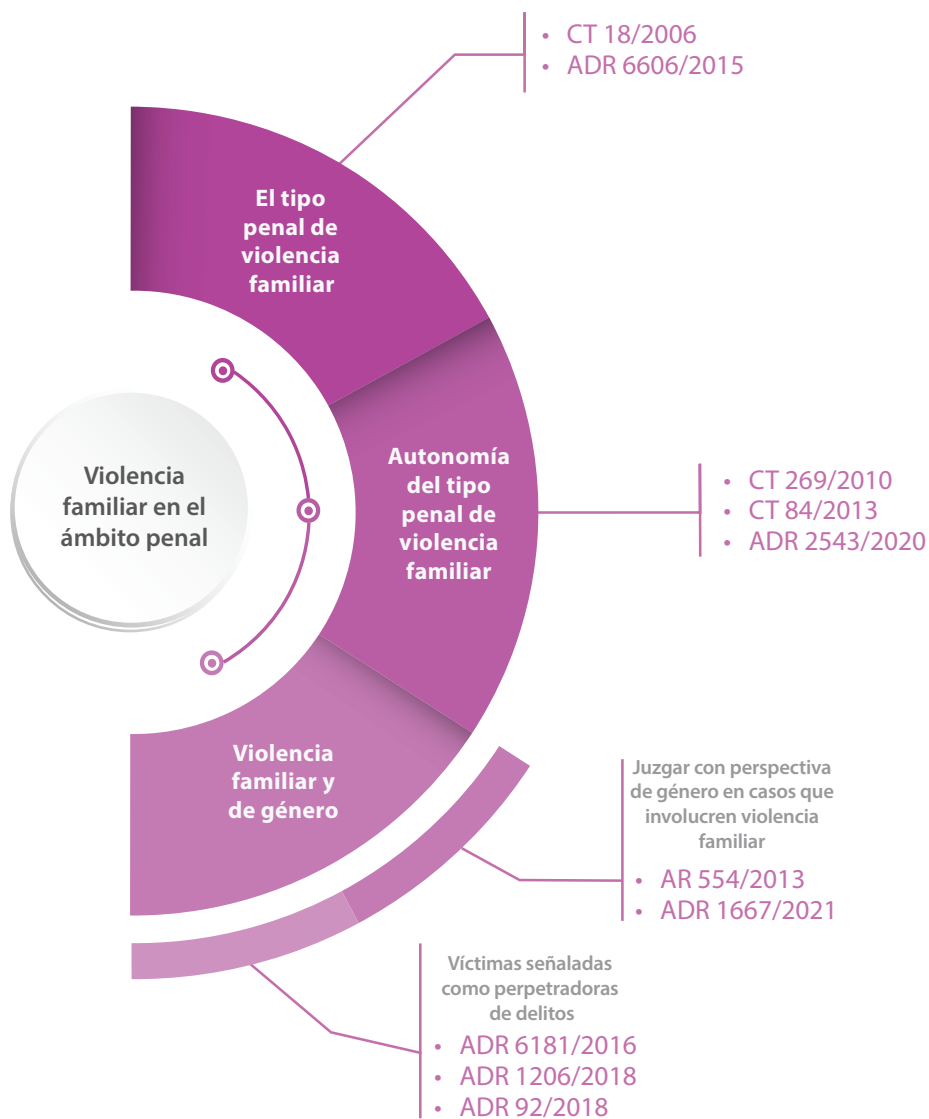 • CT 18/2006
• ADR 6606/2015
El tipo
penal de
violencia
familiar
Violencia
familiar en el
ámbito penal
Autonomía
del tipo
penal de
violencia
familiar
• CT 269/2010
• CT 84/2013
• ADR 2543/2020
Violencia
familiar y
de género
Juzgar con perspectiva
de género en casos que
involucren violencia
familiar
• AR 554/2013
• ADR 1667/2021
Víctimas señaladas
como perpetradoras
de delitos
• ADR 6181/2016
• ADR 1206/2018
• ADR 92/2018